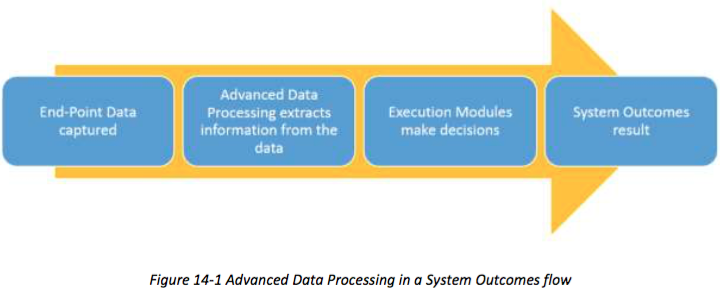 End-Point Data
captured
Advanced Data
Processing extracts
information from the
data
Execution Modules
make decisions
System Outcomes
result
Figure 14-1 Advanced Data Processing in a System Outcomes flow